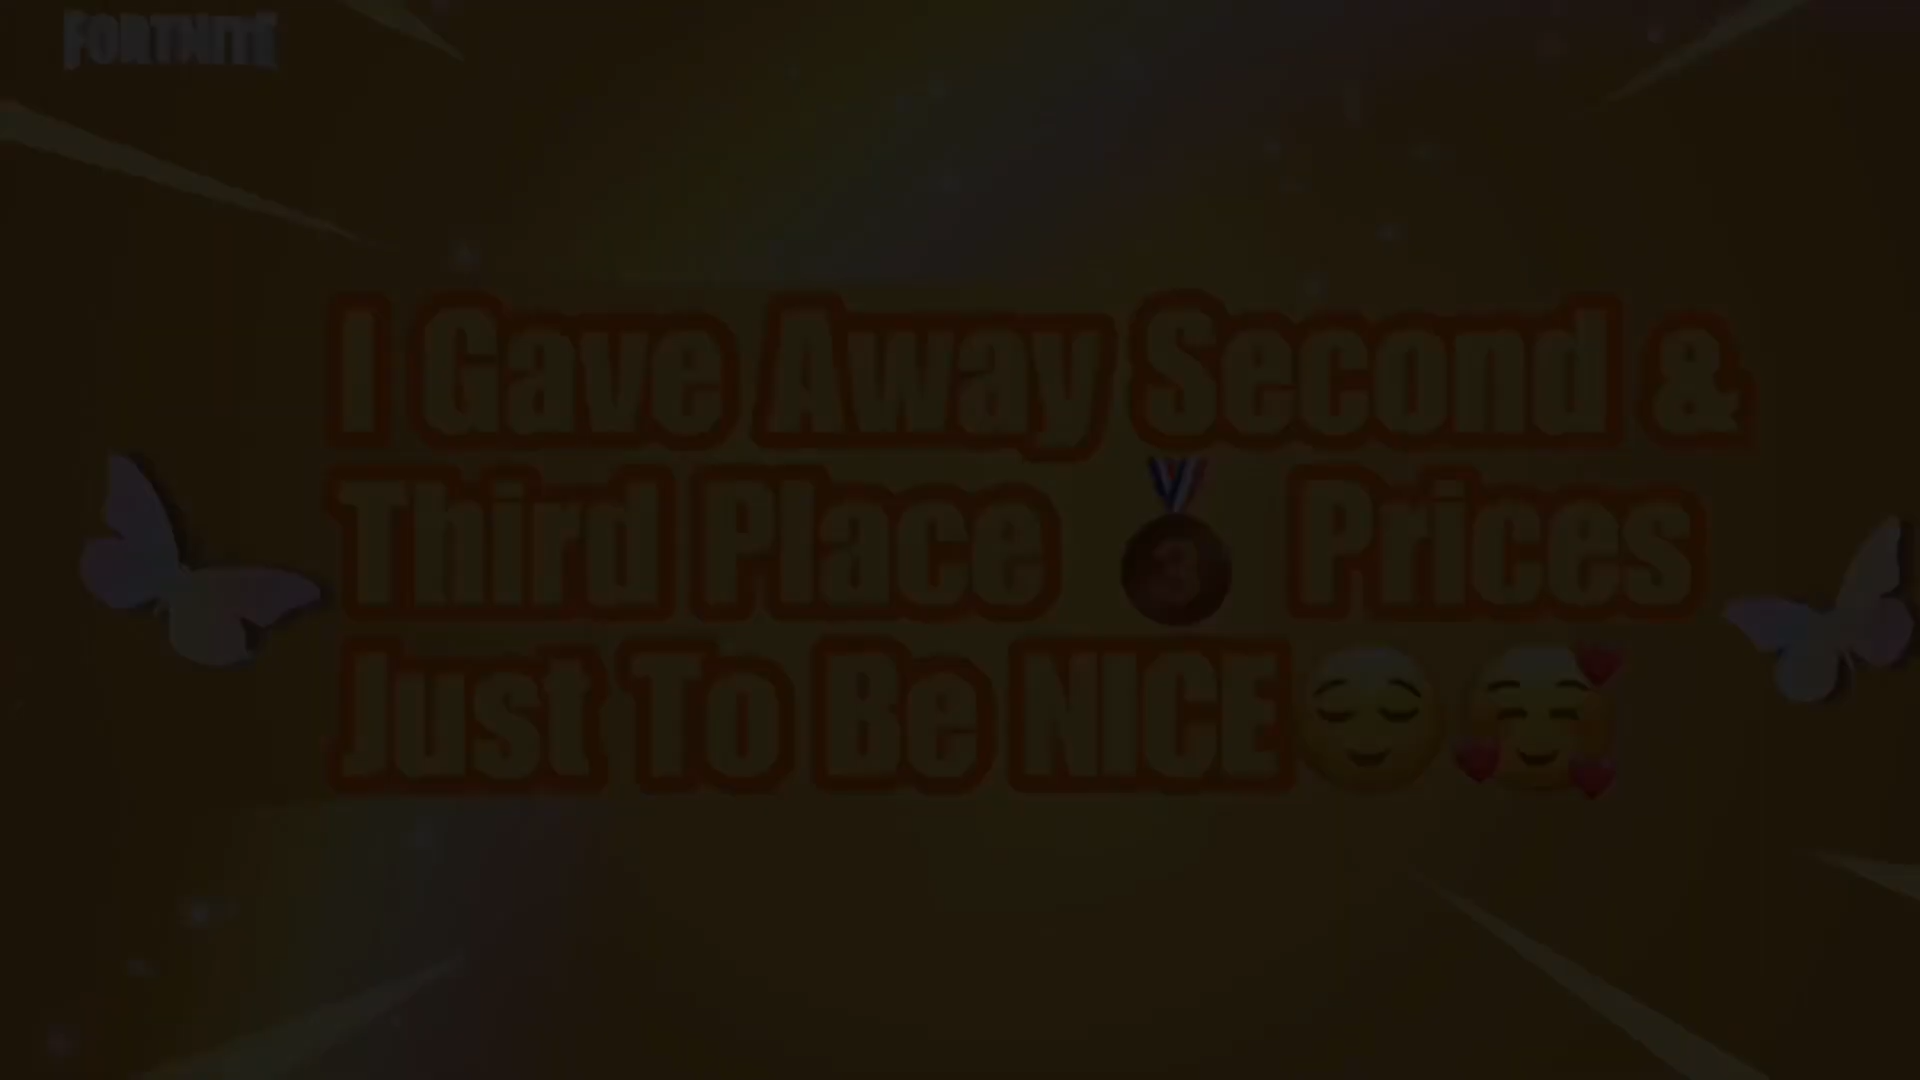 FORTNITE
I Gave Away Second &
Third Place 🥉 Prices
Just To Be NICE😌🥰